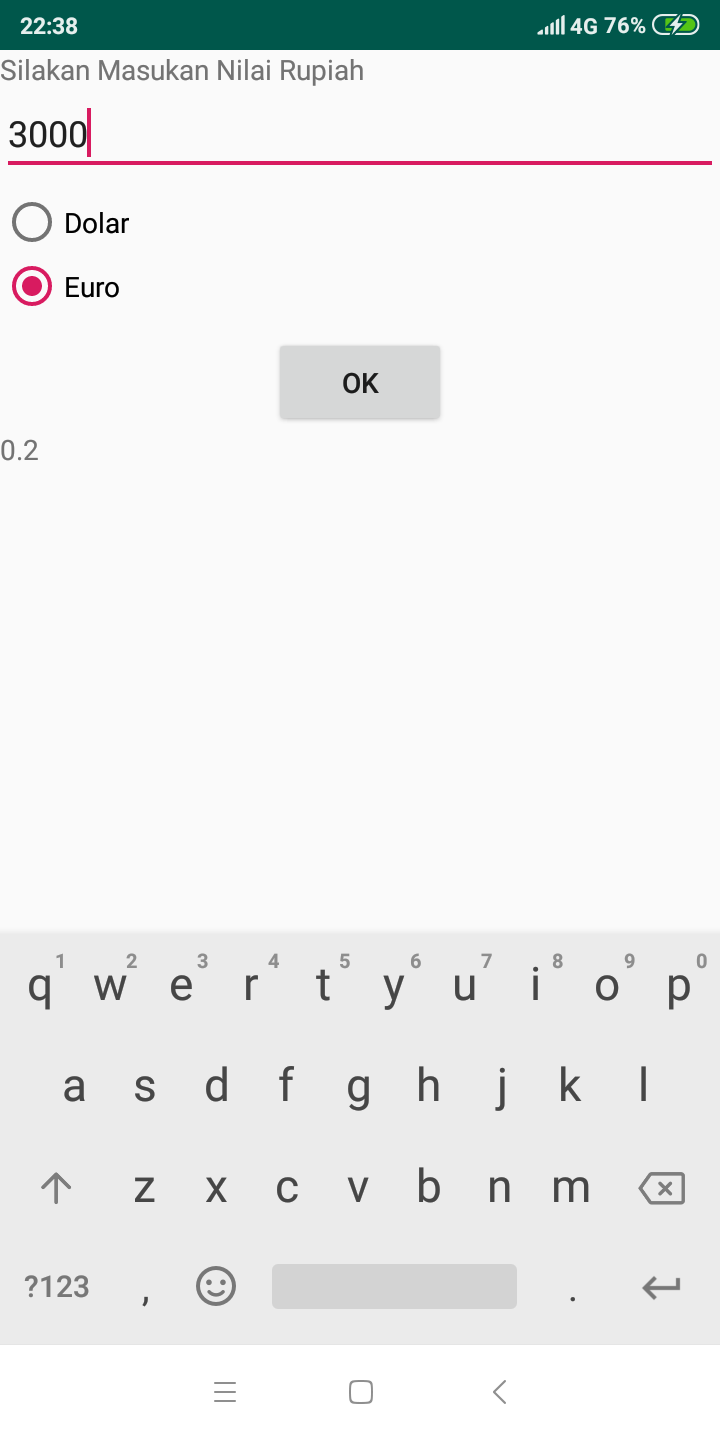 22:38 4G 76%
Silakan Masukan Nilai Rupiah
3000
Dolar
Euro
OK
0.2
1 2 3 4 5 6 7 8 9 0
q w e r t y u i o p
a s d f g h j k l
z x c v b n m
?123 , .